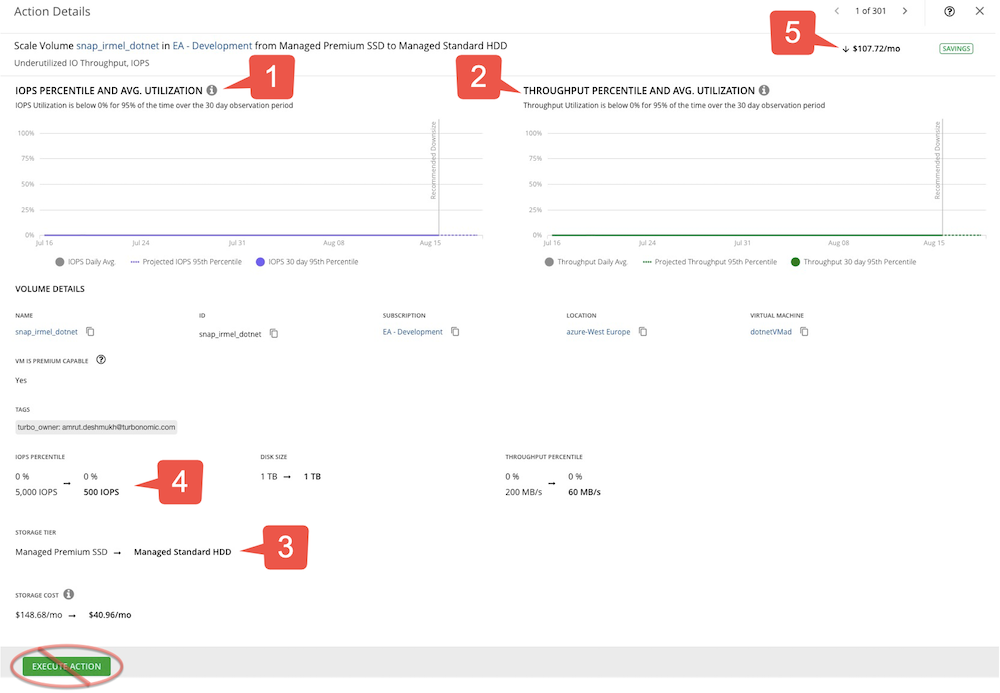 Action Details
1 of 301
Scale Volume snap_irmel_dotnet in EA - Development from Managed Premium SSD to Managed Standard HDD
5
$107.72/mo
SAVINGS
Underutilized IO Throughput, IOPS
1
2
IOPS PERCENTILE AND AVG. UTILIZATION
IOPS Utilization is below 0% for 95% of the time over the 30 day observation period
100%
75%
50%
25%
0%
Recommended Downsize
Jul 16 Jul 24 Jul 31 Aug 08 Aug 15
IOPS Daily Avg. Projected IOPS 95th Percentile IOPS 30 day 95th Percentile
THROUGHPUT PERCENTILE AND AVG. UTILIZATION
Throughput Utilization is below 0% for 95% of the time over the 30 day observation period
100%
75%
50%
25%
0%
Recommended Downsize
Jul 16 Jul 24 Jul 31 Aug 08 Aug 15
Throughput Daily Avg. Projected Throughput 95th Percentile Throughput 30 day 95th Percentile
VOLUME DETAILS
NAME ID SUBSCRIPTION LOCATION VIRTUAL MACHINE
snap_irmel_dotnet snap_irmel_dotnet EA - Development azure-West Europe dotnetVMad
VM IS PREMIUM CAPABLE
Yes
TAGS
turbo_owner: amrut.deshmukh@turbonomic.com
IOPS PERCENTILE DISK SIZE THROUGHPUT PERCENTILE
0 % → 0 % 1 TB → 1 TB 0 % → 0 %
5,000 IOPS 500 IOPS 200 MB/s 60 MB/s
4
STORAGE TIER
Managed Premium SSD → Managed Standard HDD
3
STORAGE COST
$148.68/mo → $40.96/mo
EXECUTE ACTION